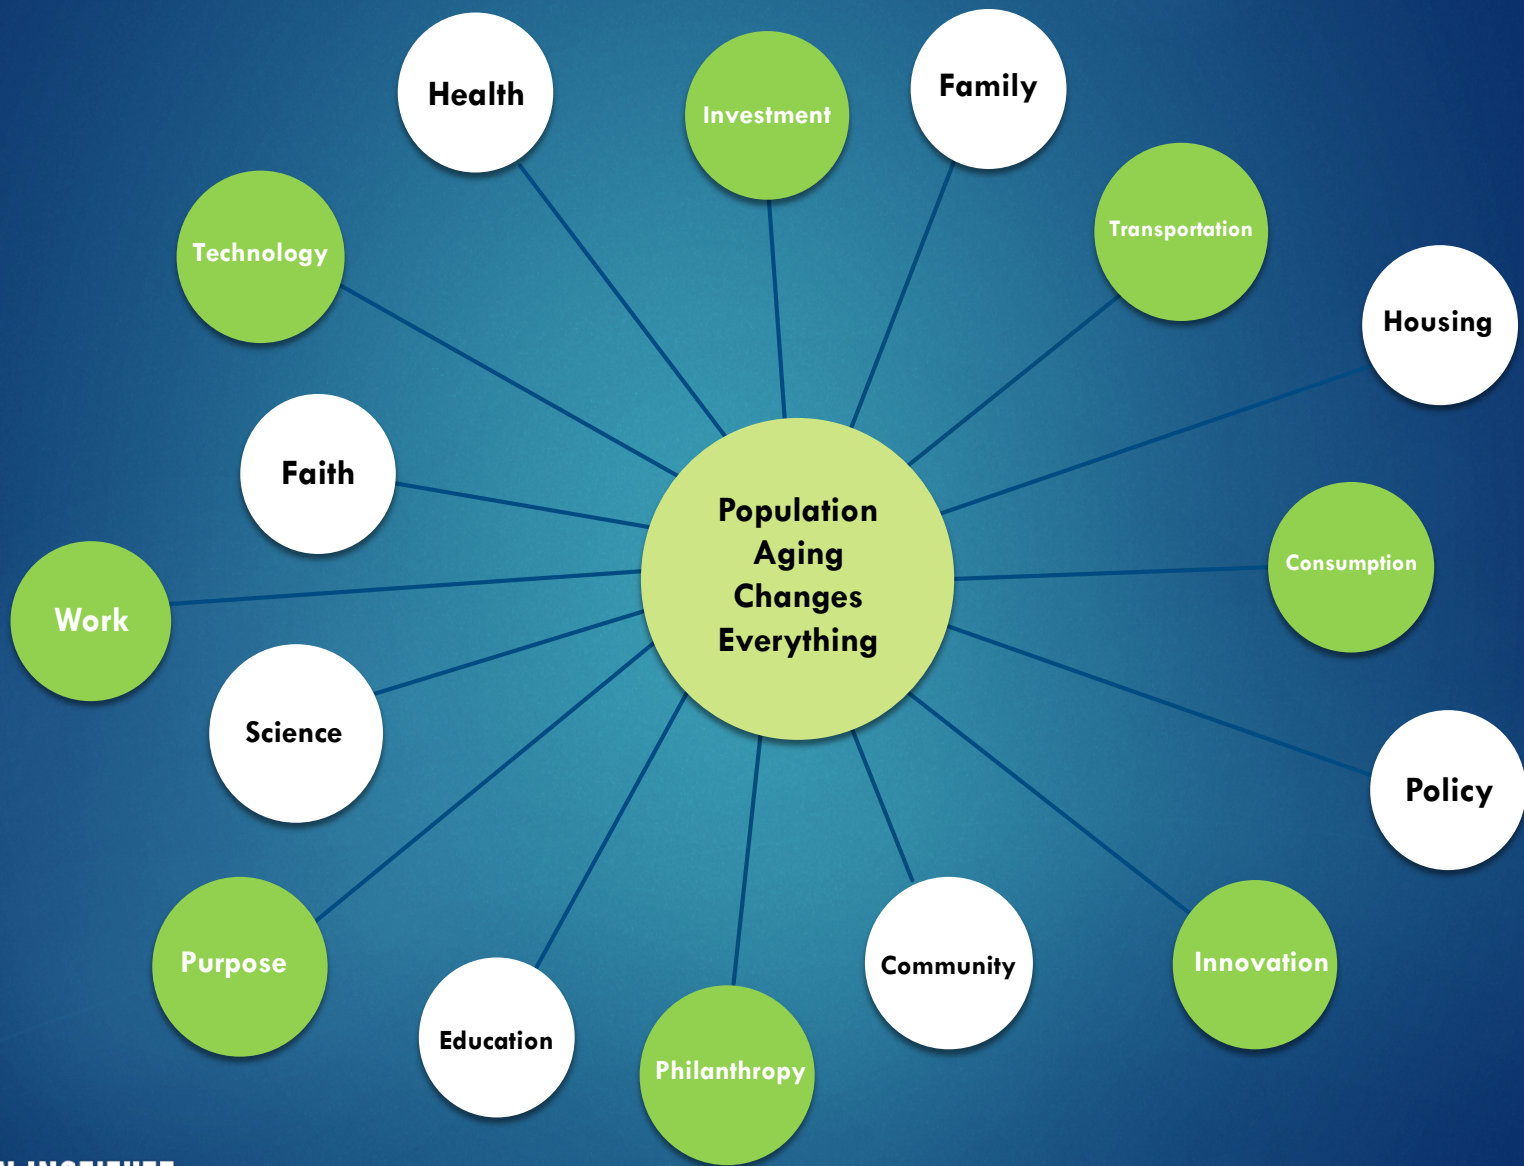 Health
Investment
Family
Technology
Transportation
Housing
Faith
Population
Aging
Changes
Everything
Consumption
Work
Science
Policy
Purpose
Community
Innovation
Education
Philanthropy
INSTITUTE